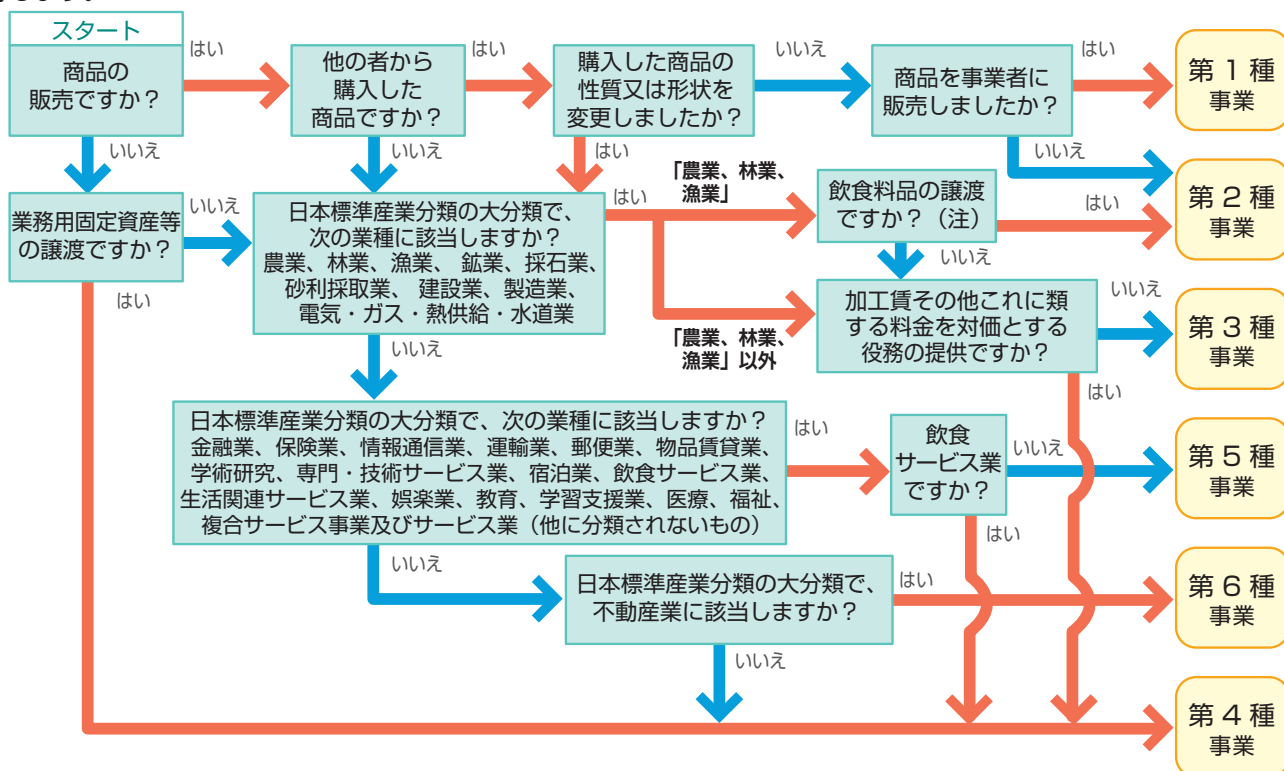 スタート
商品の
販売ですか？
はい
他の者から
購入した
商品ですか？
はい
購入した商品の
性質又は形状を
変更しましたか？
いいえ
商品を事業者に
販売しましたか？
はい
第１種
事業
いいえ
いいえ
はい
いいえ
第２種
事業
業務用固定資産等
の譲渡ですか？
いいえ
はい
日本標準産業分類の大分類で、
次の業種に該当しますか？
農業、林業、漁業、鉱業、採石業、
砂利採取業、建設業、製造業、
電気・ガス・熱供給・水道業
はい
「農業、林業、
漁業」
飲食料品の譲渡
ですか？（注）
はい
いいえ
「農業、林業、
漁業」以外
加工賃その他これに類
する料金を対価とする
役務の提供ですか？
いいえ
第３種
事業
はい
いいえ
日本標準産業分類の大分類で、次の業種に該当しますか？
金融業、保険業、情報通信業、運輸業、郵便業、物品賃貸業、
学術研究、専門・技術サービス業、宿泊業、飲食サービス業、
生活関連サービス業、娯楽業、教育、学習支援業、医療、福祉、
複合サービス事業及びサービス業（他に分類されないもの）
はい
飲食
サービス業
ですか？
いいえ
第５種
事業
はい
いいえ
日本標準産業分類の大分類で、
不動産業に該当しますか？
はい
第６種
事業
いいえ
第４種
事業